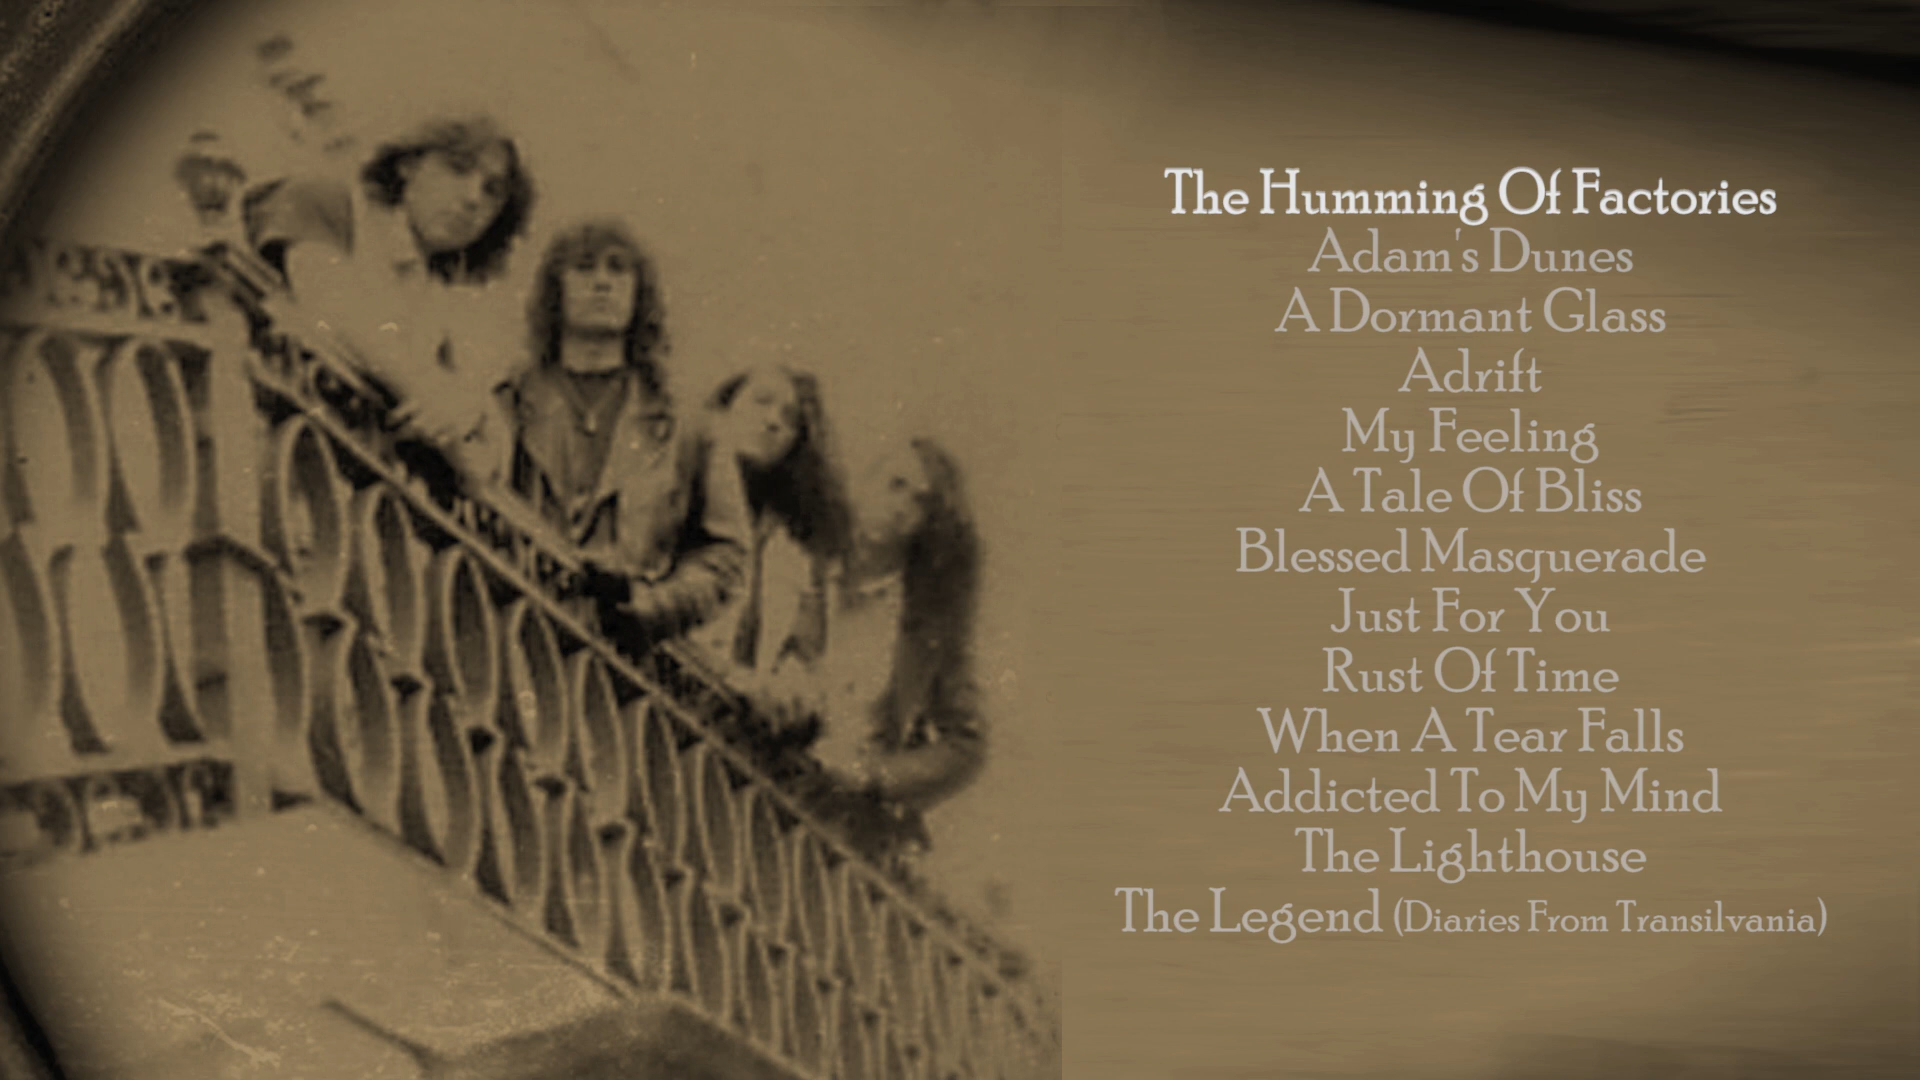 The Humming Of Factories
Adam's Dunes
A Dormant Glass
Adrift
My Feeling
A Tale Of Bliss
Blessed Masquerade
Just For You
Rust Of Time
When A Tear Falls
Addicted To My Mind
The Lighthouse
The Legend (Diaries From Transilvania)